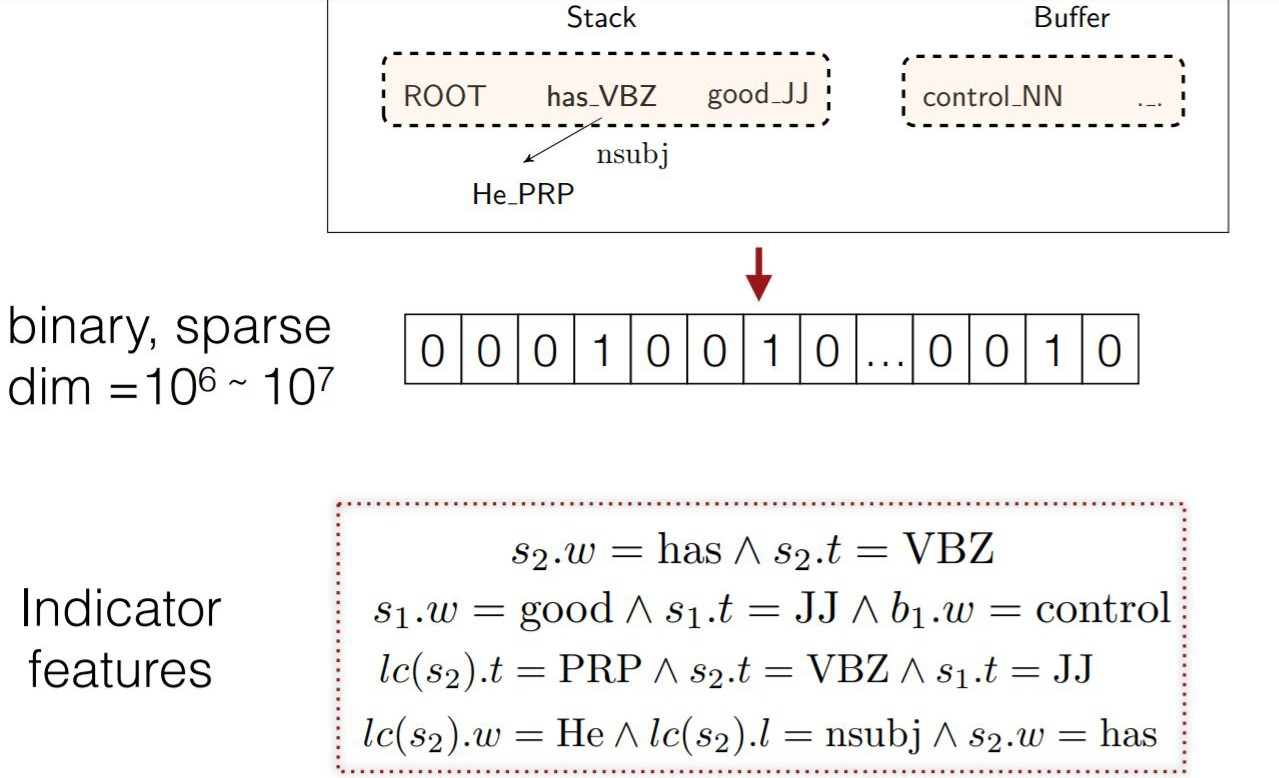 Stack Buffer
ROOT has_VBZ good_JJ control_NN ._.
nsubj
He_PRP
binary, sparse
dim =10⁶ ~ 10⁷
0 0 0 1 0 0 1 0 ... 0 0 1 0
Indicator
features
s₂.w = has ∧ s₂.t = VBZ
s₁.w = good ∧ s₁.t = JJ ∧ b₁.w = control
lc(s₂).t = PRP ∧ s₂.t = VBZ ∧ s₁.t = JJ
lc(s₂).w = He ∧ lc(s₂).l = nsubj ∧ s₂.w = has